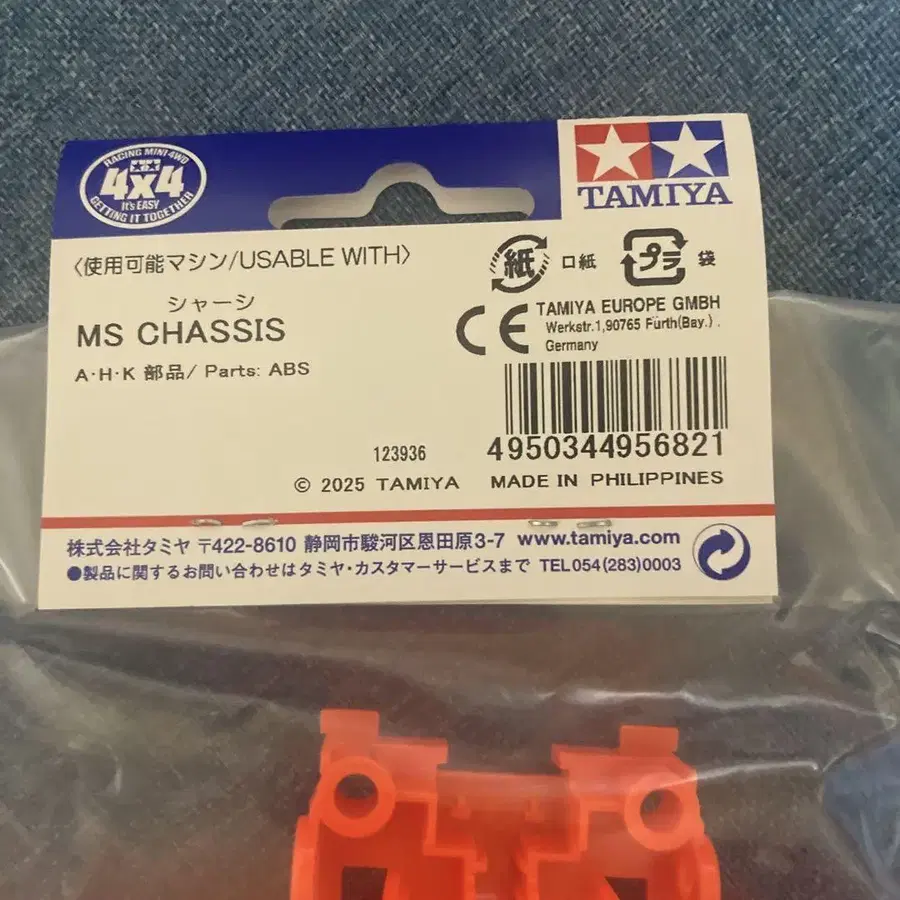 RACING MINI 4WD
4x4
It's EASY
GETTING IT TOGETHER
TAMIYA
〈使用可能マシン/USABLE WITH〉
シャーシ
MS CHASSIS
A・H・K 部品/ Parts: ABS
紙 口紙 プラ 袋
CE
TAMIYA EUROPE GMBH
Werkstr.1,90765 Fürth(Bay.) .
Germany
4950344956821
123936
© 2025 TAMIYA MADE IN PHILIPPINES
株式会社タミヤ 〒422-8610 静岡市駿河区恩田原3-7 www.tamiya.com
●製品に関するお問い合わせはタミヤ・カスタマーサービスまで TEL054(283)0003